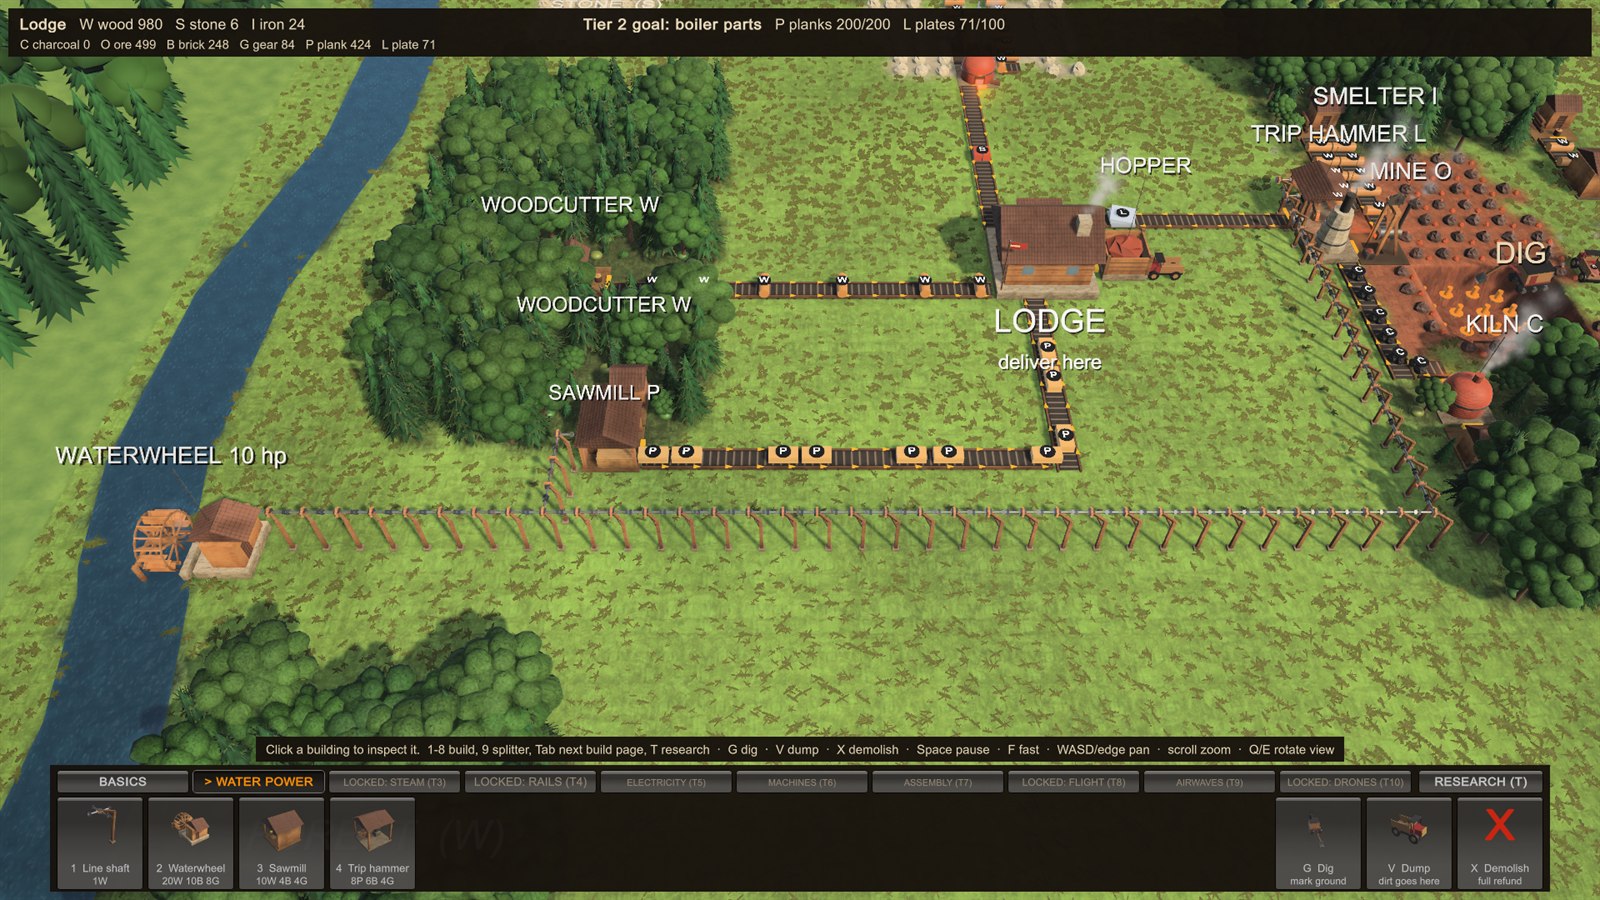 STONE (S)
Lodge W wood 980 S stone 6 I iron 24
Tier 2 goal: boiler parts P planks 200/200 L plates 71/100
C charcoal 0 O ore 499 B brick 248 G gear 84 P plank 424 L plate 71
SMELTER I
TRIP HAMMER L
HOPPER
MINE O
WOODCUTTER W
DIG
WOODCUTTER W
LODGE
KILN C
deliver here
SAWMILL P
WATERWHEEL 10 hp
Click a building to inspect it. 1-8 build, 9 splitter, Tab next build page, T research · G dig · V dump · X demolish · Space pause · F fast · WASD/edge pan · scroll zoom · Q/E rotate view
BASICS
> WATER POWER
LOCKED: STEAM (T3)
LOCKED: RAILS (T4)
ELECTRICITY (T5)
MACHINES (T6)
ASSEMBLY (T7)
LOCKED: FLIGHT (T8)
AIRWAVES (T9)
LOCKED: DRONES (T10)
RESEARCH (T)
1 Line shaft
1W
2 Waterwheel
20W 10B 8G
3 Sawmill
10W 4B 4G
4 Trip hammer
8P 6B 4G
(W)
G Dig
mark ground
V Dump
dirt goes here
X Demolish
full refund